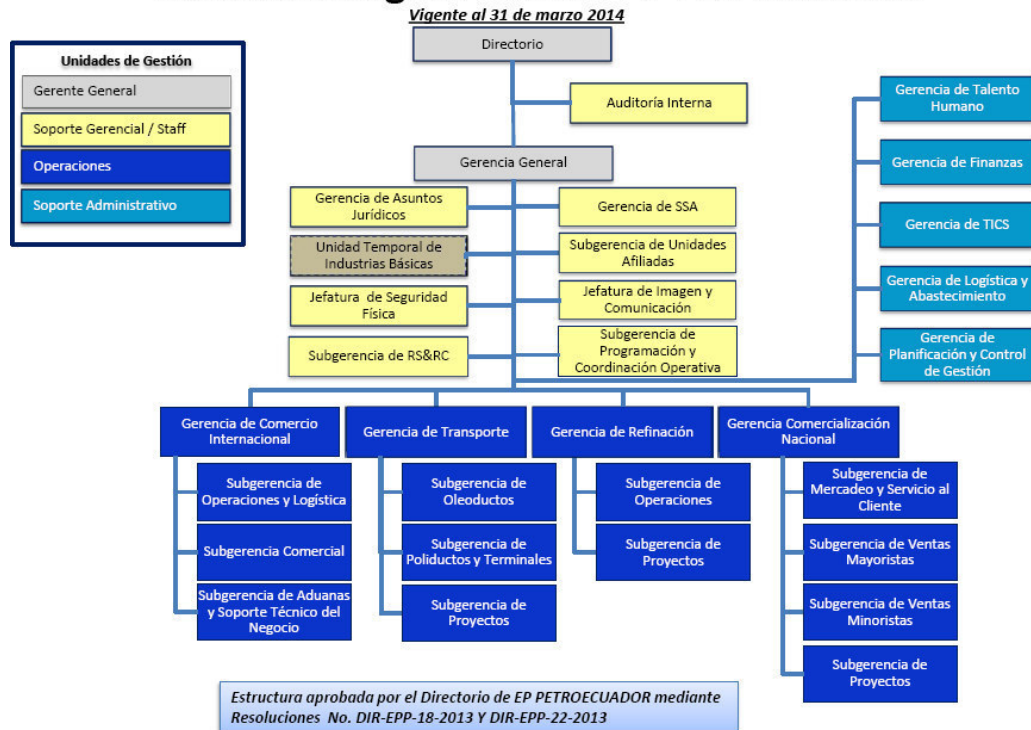 Vigente al 31 de marzo 2014
Unidades de Gestión
Gerente General
Soporte Gerencial / Staff
Operaciones
Soporte Administrativo
Directorio
Auditoría Interna
Gerencia General
Gerencia de Asuntos
Jurídicos
Gerencia de SSA
Unidad Temporal de
Industrias Básicas
Subgerencia de Unidades
Afiliadas
Jefatura de Seguridad
Física
Jefatura de Imagen y
Comunicación
Subgerencia de RS&RC
Subgerencia de
Programación y
Coordinación Operativa
Gerencia de Talento
Humano
Gerencia de Finanzas
Gerencia de TICS
Gerencia de Logística y
Abastecimiento
Gerencia de
Planificación y Control
de Gestión
Gerencia de Comercio
Internacional
Subgerencia de
Operaciones y Logística
Subgerencia Comercial
Subgerencia de Aduanas
y Soporte Técnico del
Negocio
Gerencia de Transporte
Subgerencia de
Oleoductos
Subgerencia de
Poliductos y Terminales
Subgerencia de
Proyectos
Gerencia de Refinación
Subgerencia de
Operaciones
Subgerencia de
Proyectos
Gerencia Comercialización
Nacional
Subgerencia de
Mercadeo y Servicio al
Cliente
Subgerencia de Ventas
Mayoristas
Subgerencia de Ventas
Minoristas
Subgerencia de
Proyectos
Estructura aprobada por el Directorio de EP PETROECUADOR mediante
Resoluciones No. DIR-EPP-18-2013 Y DIR-EPP-22-2013